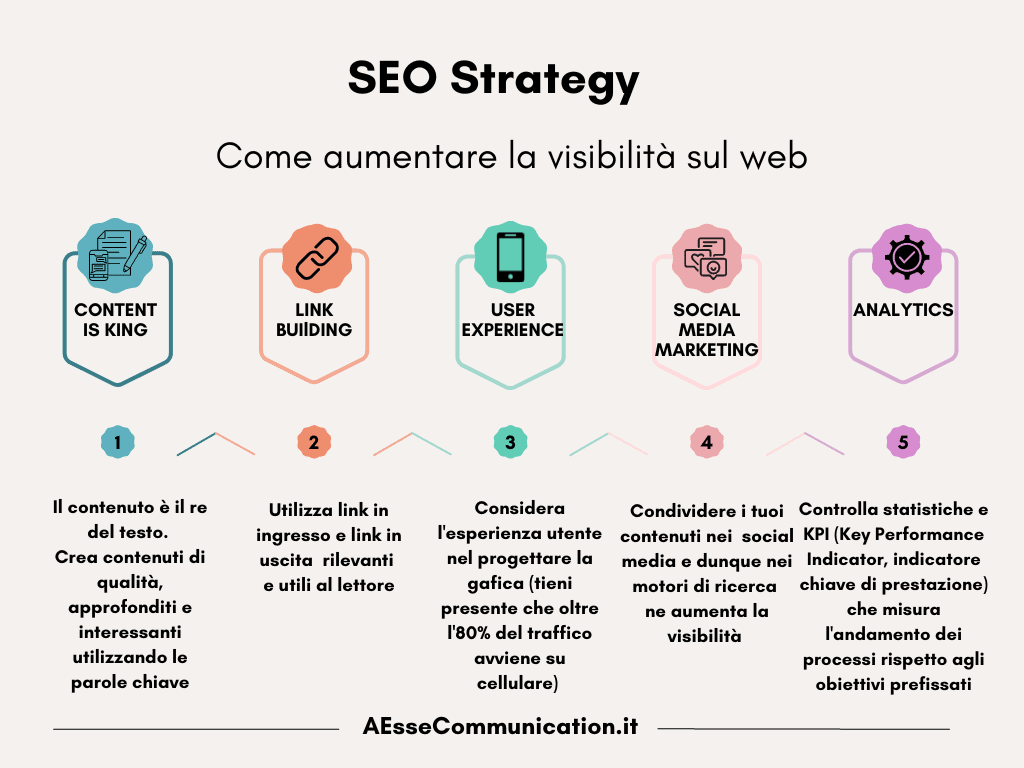 SEO Strategy
Come aumentare la visibilità sul web
CONTENT
IS KING
LINK
BUIlDING
USER
EXPERIENCE
SOCIAL
MEDIA
MARKETING
ANALYTICS
1
2
3
4
5
Il contenuto è il re
del testo.
Crea contenuti di
qualità,
approfonditi e
interessanti
utilizzando le
parole chiave
Utilizza link in
ingresso e link in
uscita rilevanti
e utili al lettore
Considera
l'esperienza utente
nel progettare la
gafica (tieni
presente che oltre
l'80% del traffico
avviene su
cellulare)
Condividere i tuoi
contenuti nei social
media e dunque nei
motori di ricerca
ne aumenta la
visibilità
Controlla statistiche e
KPI (Key Performance
Indicator, indicatore
chiave di prestazione)
che misura
l'andamento dei
processi rispetto agli
obiettivi prefissati
AEsseCommunication.it